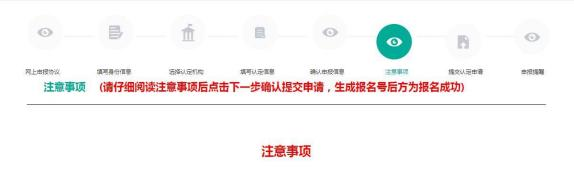 网上申报协议
填写身份信息
选择认定机构
填写认定信息
确认申报信息
注意事项
提交认定申请
申报提醒
注意事项 (请仔细阅读注意事项后点击下一步确认提交申请，生成报名号后方为报名成功)
注意事项